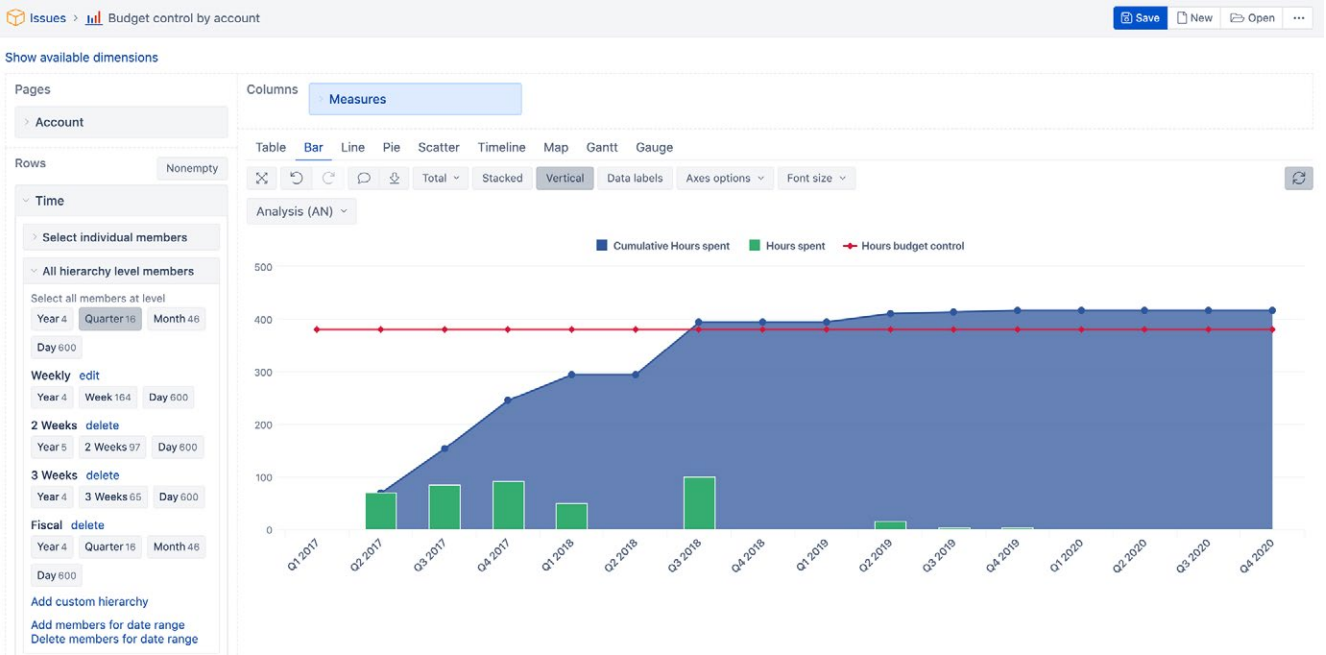 Issues > Budget control by account
Save New Open ...
Show available dimensions
Pages
Account
Rows
Nonempty
Time
Select individual members
All hierarchy level members
Select all members at level
Year 4 Quarter 16 Month 46
Day 600
Weekly edit
Year 4 Week 164 Day 600
2 Weeks delete
Year 5 2 Weeks 97 Day 600
3 Weeks delete
Year 4 3 Weeks 65 Day 600
Fiscal delete
Year 4 Quarter 16 Month 46
Day 600
Add custom hierarchy
Add members for date range
Delete members for date range
Columns
Measures
Table Bar Line Pie Scatter Timeline Map Gantt Gauge
Total Stacked Vertical Data labels Axes options Font size
Analysis (AN)
Cumulative Hours spent Hours spent Hours budget control
500
400
300
200
100
0
Q1 2017 Q2 2017 Q3 2017 Q4 2017 Q1 2018 Q2 2018 Q3 2018 Q4 2018 Q1 2019 Q2 2019 Q3 2019 Q4 2019 Q1 2020 Q2 2020 Q3 2020 Q4 2020